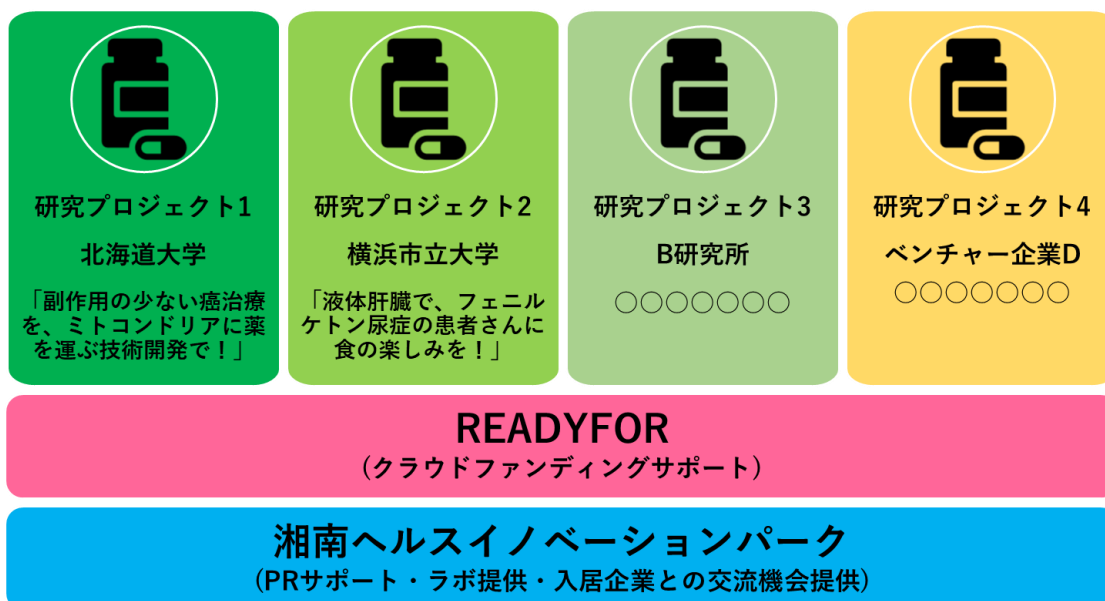 研究プロジェクト1
北海道大学
「副作用の少ない癌治療
を、ミトコンドリアに薬
を運ぶ技術開発で！」
研究プロジェクト2
横浜市立大学
「液体肝臓で、フェニル
ケトン尿症の患者さんに
食の楽しみを！」
研究プロジェクト3
B研究所
○○○○○○○
研究プロジェクト4
ベンチャー企業D
○○○○○○○
READYFOR
(クラウドファンディングサポート)
湘南ヘルスイノベーションパーク
(PRサポート・ラボ提供・入居企業との交流機会提供)